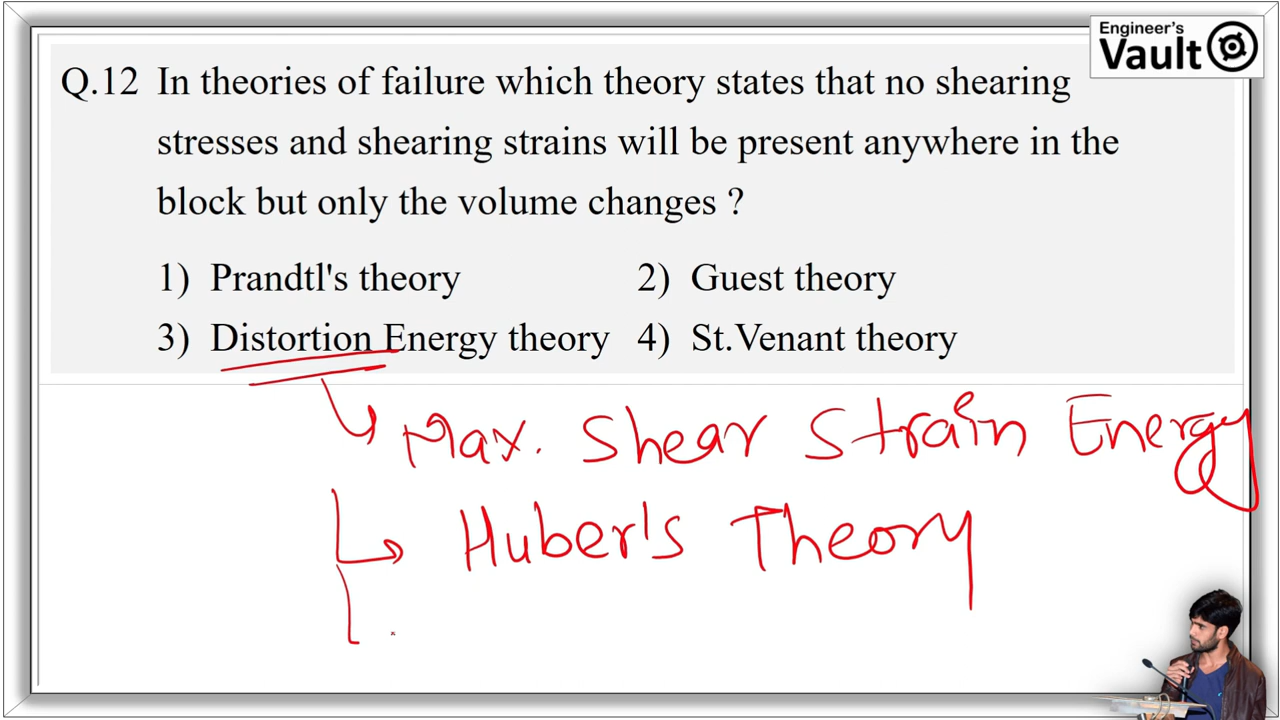 Engineer's
Vault
Q.12 In theories of failure which theory states that no shearing
stresses and shearing strains will be present anywhere in the
block but only the volume changes ?
1) Prandtl's theory 2) Guest theory
3) Distortion Energy theory 4) St.Venant theory
Max. Shear Strain Energy
Huber's Theory